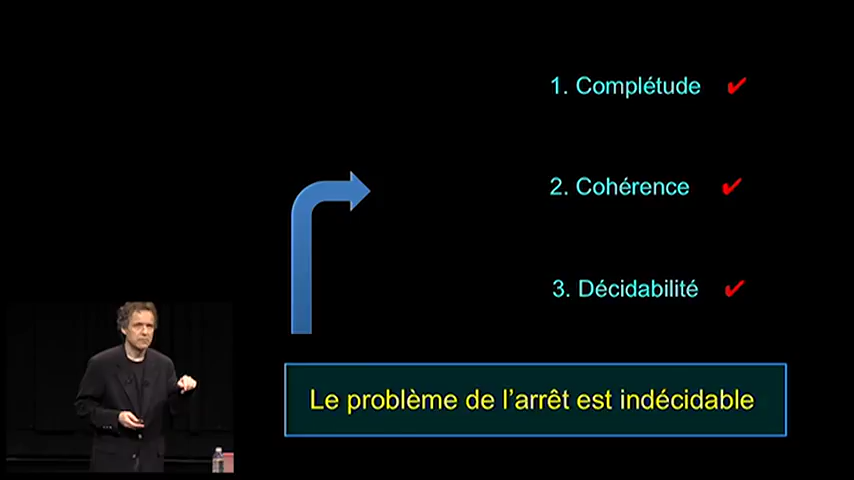 1. Complétude ✔
2. Cohérence ✔
3. Décidabilité ✔
Le problème de l'arrêt est indécidable